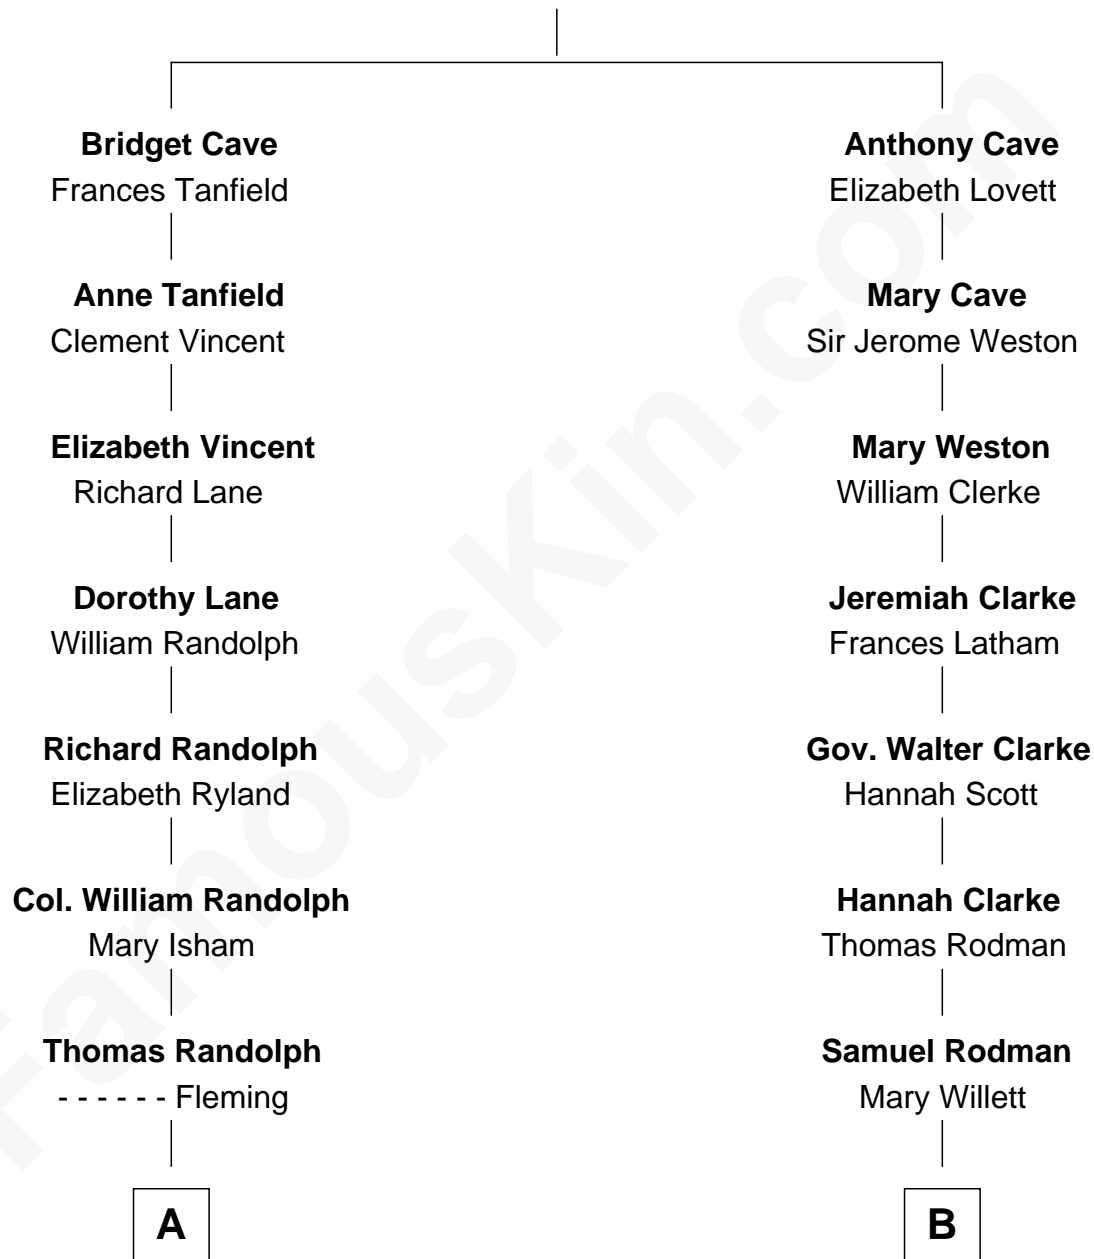 Bridget Cave
Frances Tanfield
Anne Tanfield
Clement Vincent
Elizabeth Vincent
Richard Lane
Dorothy Lane
William Randolph
Richard Randolph
Elizabeth Ryland
Col. William Randolph
Mary Isham
Thomas Randolph
- - - - - - Fleming
A
Anthony Cave
Elizabeth Lovett
Mary Cave
Sir Jerome Weston
Mary Weston
William Clerke
Jeremiah Clarke
Frances Latham
Gov. Walter Clarke
Hannah Scott
Hannah Clarke
Thomas Rodman
Samuel Rodman
Mary Willett
B
FamousKin.com